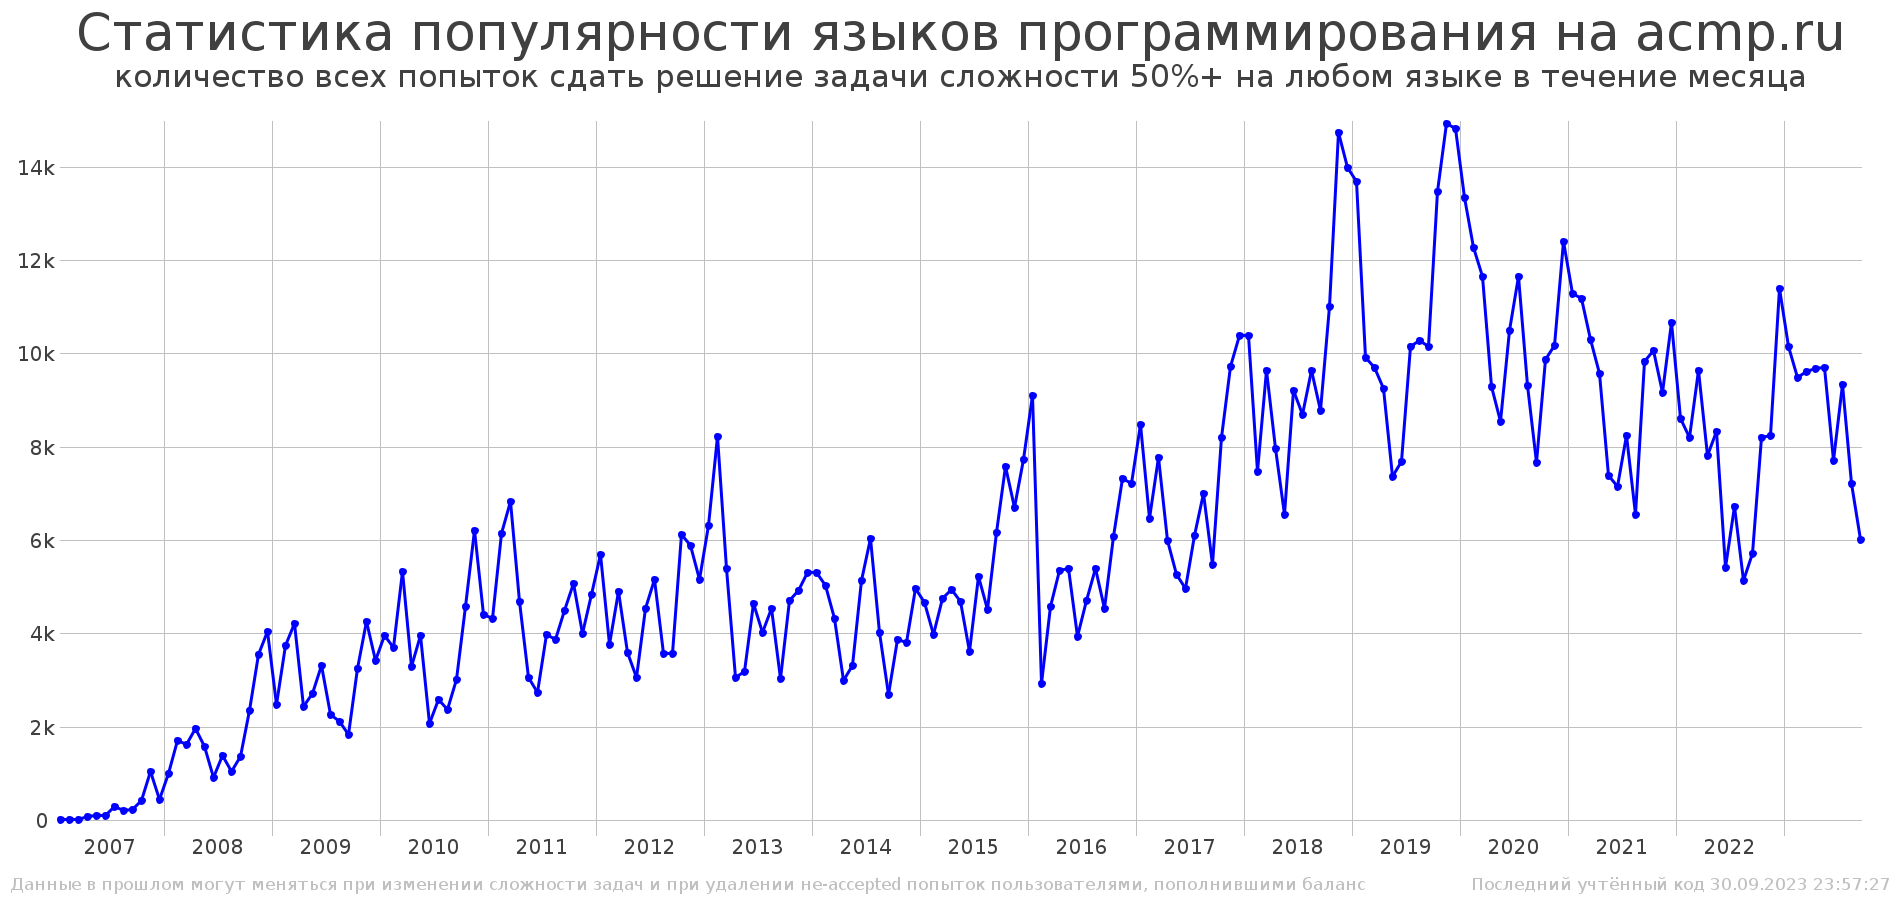 Статистика популярности языков программирования на acmp.ru
количество всех попыток сдать решение задачи сложности 50%+ на любом языке в течение месяца
14k
12k
10k
8k
6k
4k
2k
0
2007 2008 2009 2010 2011 2012 2013 2014 2015 2016 2017 2018 2019 2020 2021 2022
Данные в прошлом могут меняться при изменении сложности задач и при удалении не-accepted попыток пользователями, пополнившими баланс
Последний учтённый код 30.09.2023 23:57:27